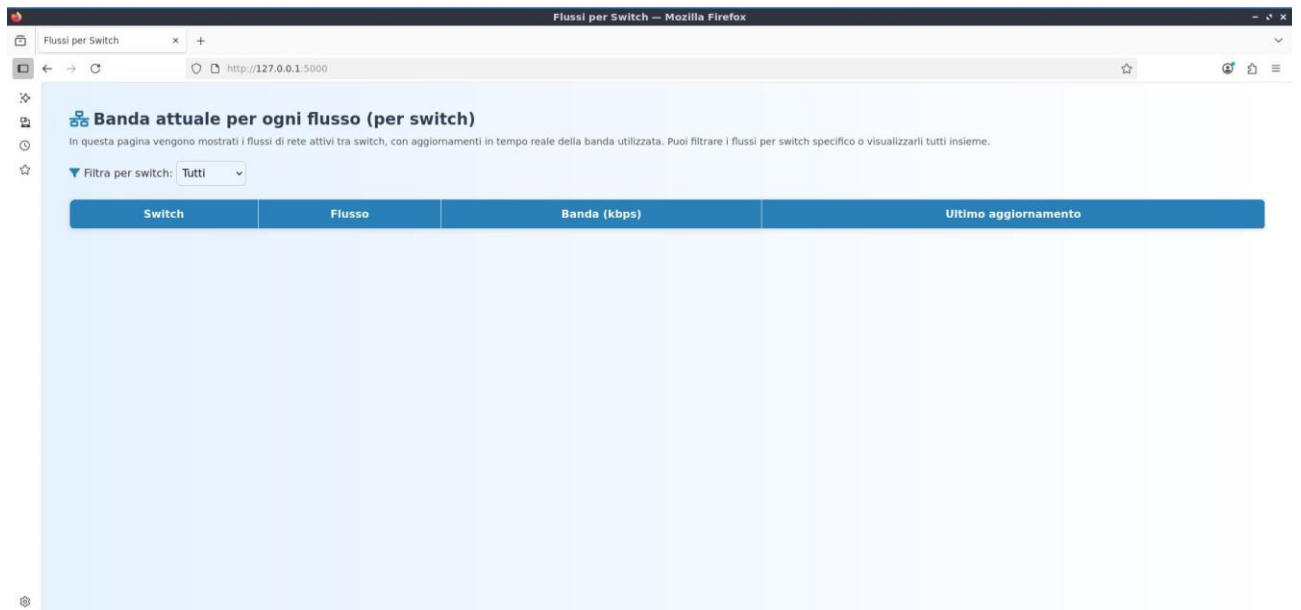 Flussi per Switch — Mozilla Firefox
Flussi per Switch
http://127.0.0.1:5000
Banda attuale per ogni flusso (per switch)
In questa pagina vengono mostrati i flussi di rete attivi tra switch, con aggiornamenti in tempo reale della banda utilizzata. Puoi filtrare i flussi per switch specifico o visualizzarli tutti insieme.
Filtra per switch: Tutti
Switch Flusso Banda (kbps) Ultimo aggiornamento